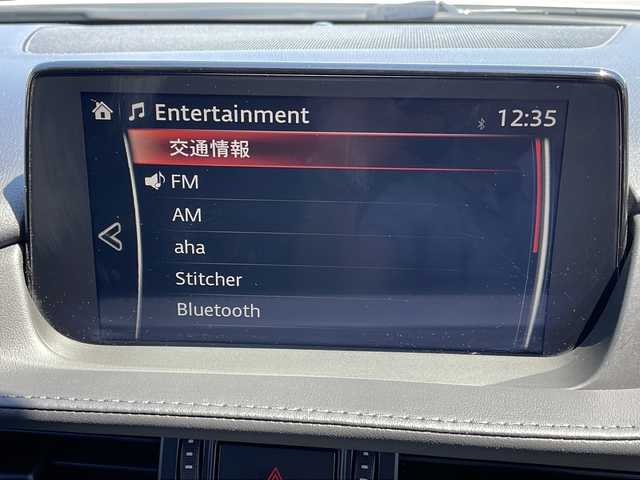 Entertainment
12:35
交通情報
FM
AM
aha
Stitcher
Bluetooth